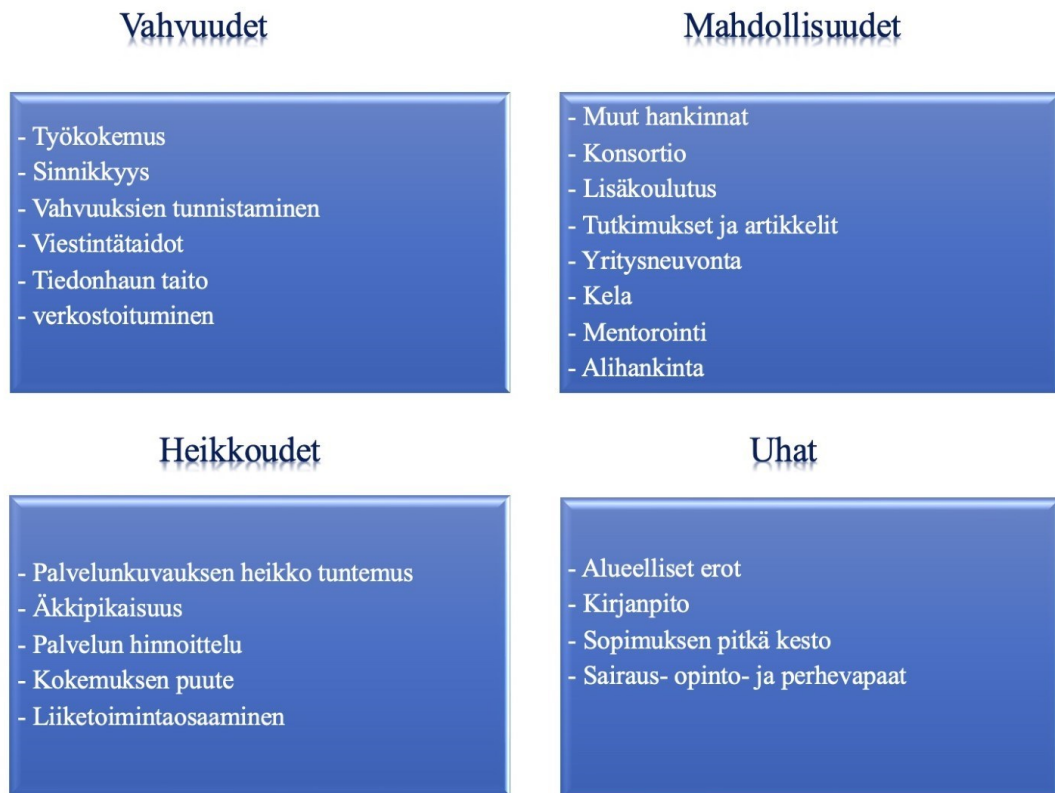 Vahvuudet
- Työkokemus
- Sinnikkyys
- Vahvuuksien tunnistaminen
- Viestintätaidot
- Tiedonhaun taito
- verkostoituminen
Mahdollisuudet
- Muut hankinnat
- Konsortio
- Lisäkoulutus
- Tutkimukset ja artikkelit
- Yritysneuvonta
- Kela
- Mentorointi
- Alihankinta
Heikkoudet
- Palvelunkuvauksen heikko tuntemus
- Äkkipikaisuus
- Palvelun hinnoittelu
- Kokemuksen puute
- Liiketoimintaosaaminen
Uhat
- Alueelliset erot
- Kirjanpito
- Sopimuksen pitkä kesto
- Sairaus- opinto- ja perhevapaat